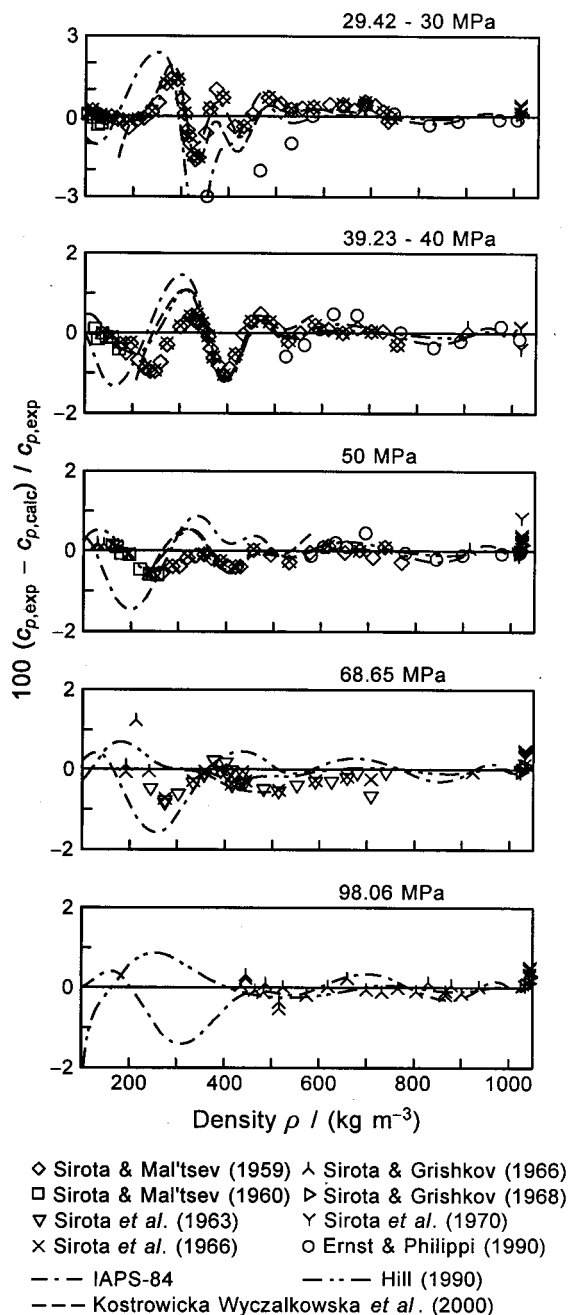 29.42 - 30 MPa
3
0
−3
39.23 - 40 MPa
2
0
−2
50 MPa
2
0
−2
68.65 MPa
2
0
−2
98.06 MPa
2
0
−2
200 400 600 800 1000
100 (cp,exp − cp,calc) / cp,exp
Density ρ / (kg m−3)
Sirota & Mal'tsev (1959) Sirota & Grishkov (1966)
Sirota & Mal'tsev (1960) Sirota & Grishkov (1968)
Sirota et al. (1963) Sirota et al. (1970)
Sirota et al. (1966) Ernst & Philippi (1990)
IAPS-84 Hill (1990)
Kostrowicka Wyczalkowska et al. (2000)